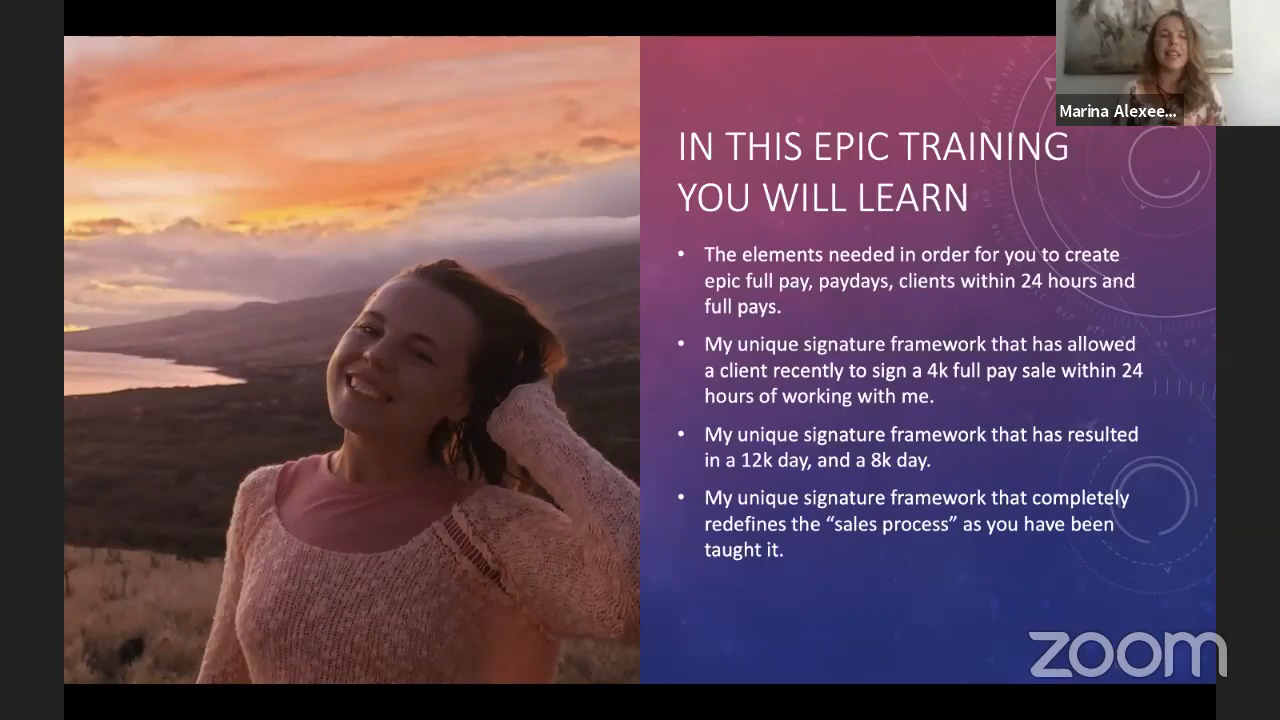 Marina Alexee...
IN THIS EPIC TRAINING
YOU WILL LEARN
• The elements needed in order for you to create
epic full pay, paydays, clients within 24 hours and
full pays.
• My unique signature framework that has allowed
a client recently to sign a 4k full pay sale within 24
hours of working with me.
• My unique signature framework that has resulted
in a 12k day, and a 8k day.
• My unique signature framework that completely
redefines the “sales process” as you have been
taught it.
zoom